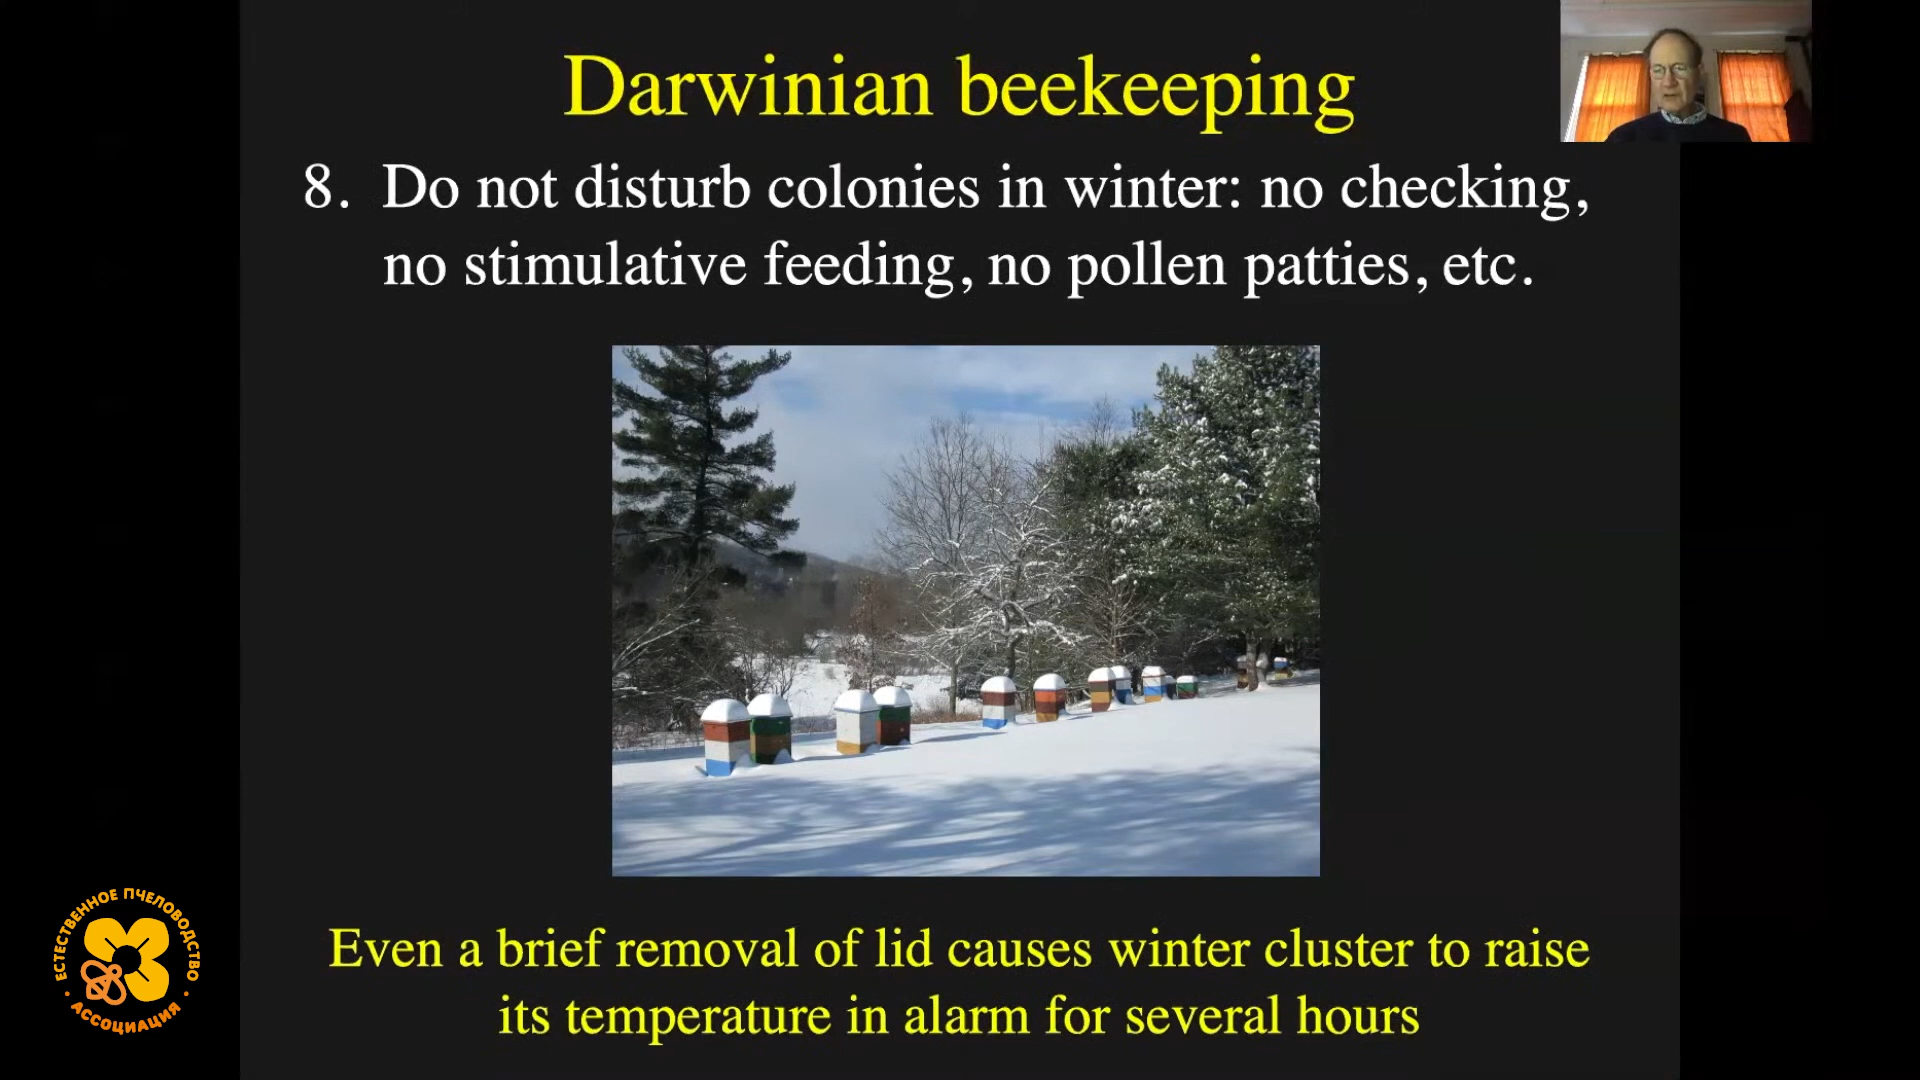 Darwinian beekeeping
8. Do not disturb colonies in winter: no checking,
no stimulative feeding, no pollen patties, etc.
Even a brief removal of lid causes winter cluster to raise
its temperature in alarm for several hours
ЕСТЕСТВЕННОЕ ПЧЕЛОВОДСТВО
· АССОЦИАЦИЯ ·